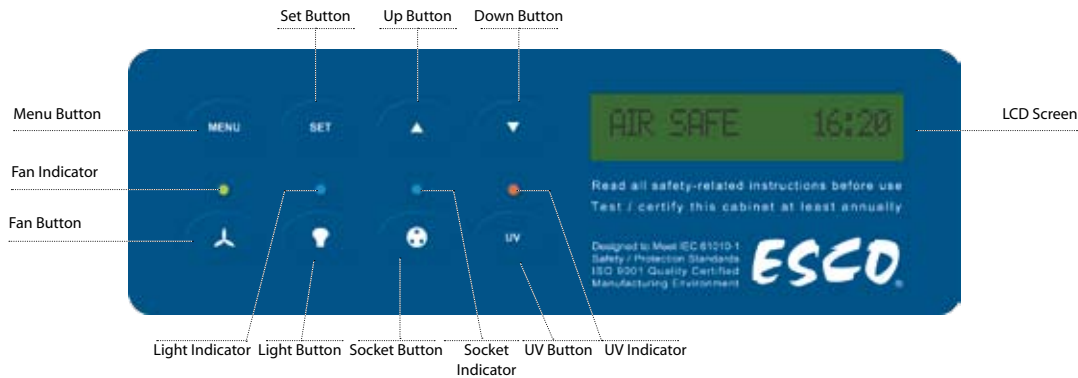 Set Button Up Button Down Button
Menu Button
MENU SET
AIR SAFE 16:20
LCD Screen
Fan Indicator
Read all safety-related instructions before use
Test / certify this cabinet at least annually
Fan Button
UV
Designed to Meet IEC 61010-1
Safety / Protection Standards
ISO 9001 Quality Certified
Manufacturing Environment
ESCO®
Light Indicator Light Button Socket Button Socket Indicator UV Button UV Indicator